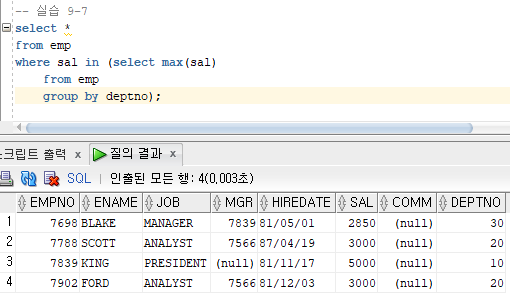 -- 실습 9-7
select *
from emp
where sal in (select max(sal)
from emp
group by deptno);
스크립트 출력 x 질의 결과 x
SQL | 인출된 모든 행: 4(0,003초)
EMPNO ENAME JOB MGR HIREDATE SAL COMM DEPTNO
1 7698 BLAKE MANAGER 7839 81/05/01 2850 (null) 30
2 7788 SCOTT ANALYST 7566 87/04/19 3000 (null) 20
3 7839 KING PRESIDENT (null) 81/11/17 5000 (null) 10
4 7902 FORD ANALYST 7566 81/12/03 3000 (null) 20